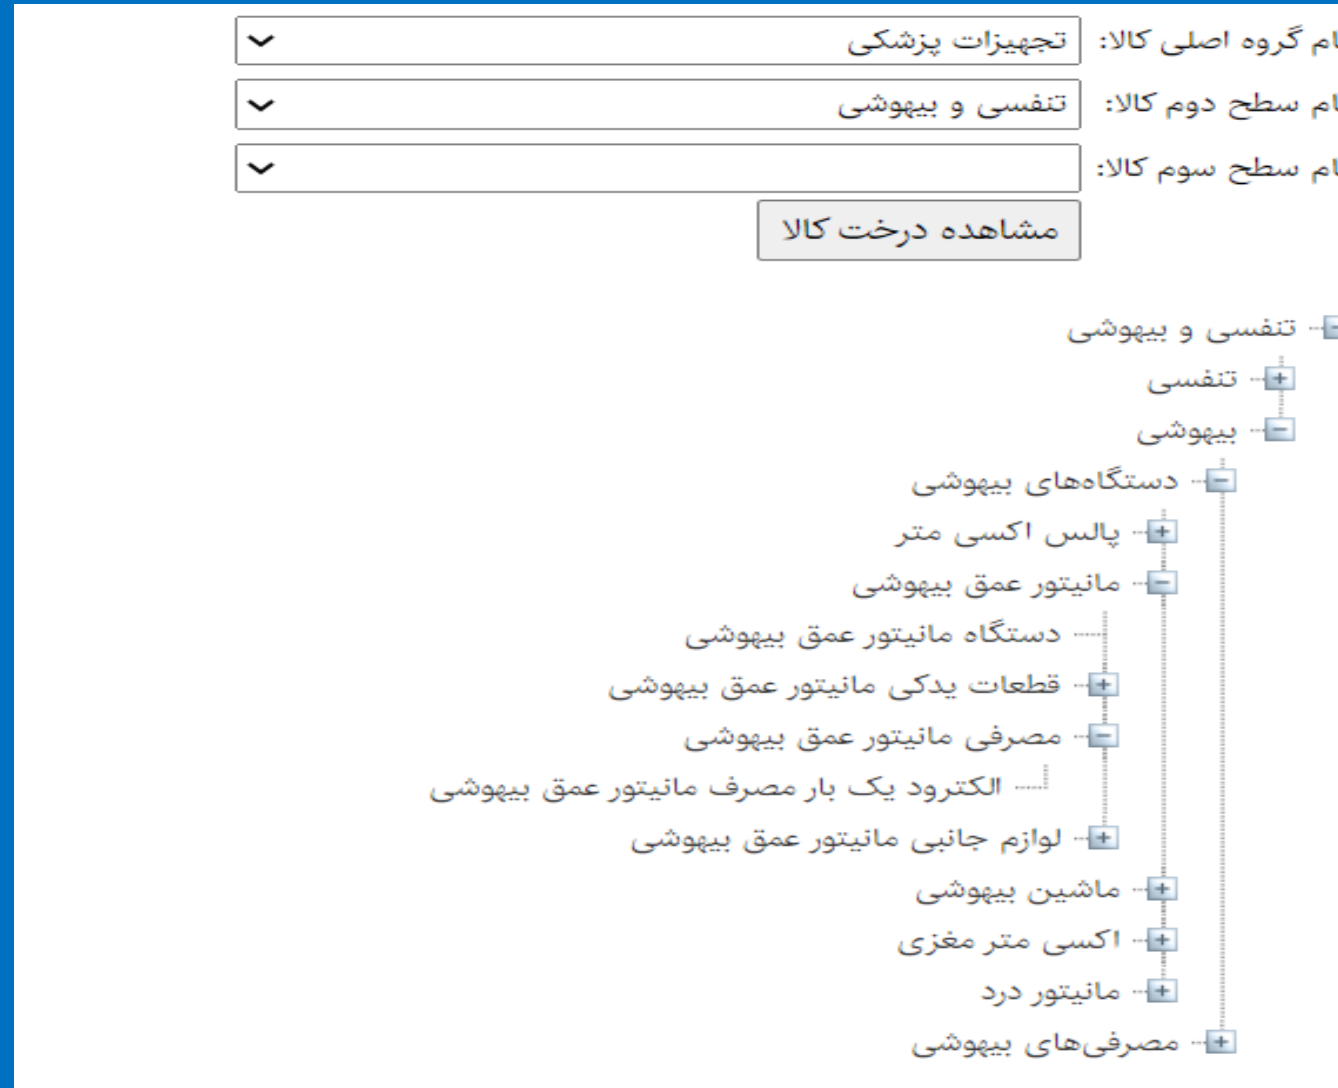 ام گروه اصلی کالا: تجهیزات پزشکی
ام سطح دوم کالا: تنفسی و بیهوشی
ام سطح سوم کالا:
مشاهده درخت کالا
تنفسی و بیهوشی
تنفسی
بیهوشی
دستگاه‌های بیهوشی
پالس اکسی متر
مانیتور عمق بیهوشی
دستگاه مانیتور عمق بیهوشی
قطعات یدکی مانیتور عمق بیهوشی
مصرفی مانیتور عمق بیهوشی
الکترود یک بار مصرف مانیتور عمق بیهوشی
لوازم جانبی مانیتور عمق بیهوشی
ماشین بیهوشی
اکسی متر مغزی
مانیتور درد
مصرفی‌های بیهوشی